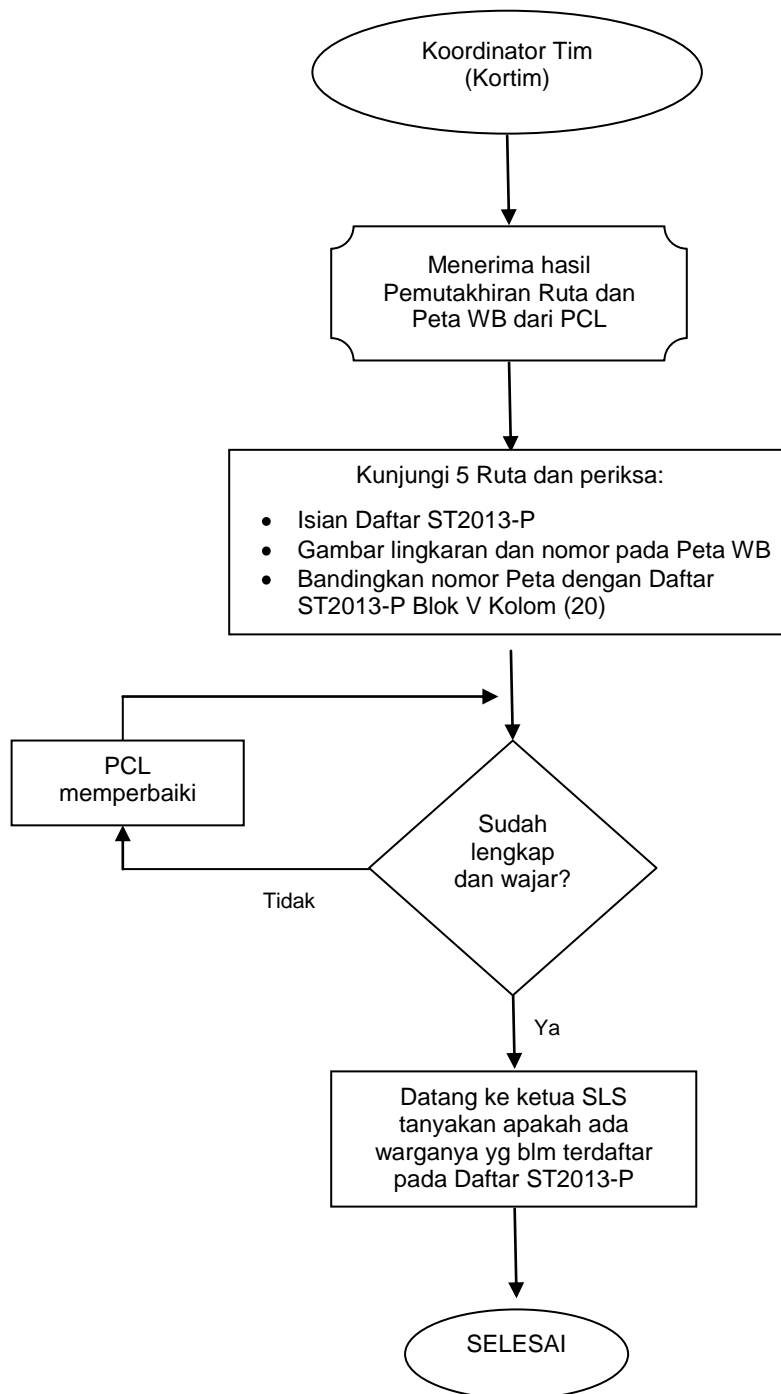 Koordinator Tim
(Kortim)
Menerima hasil
Pemutakhiran Ruta dan
Peta WB dari PCL
Kunjungi 5 Ruta dan periksa:
• Isian Daftar ST2013-P
• Gambar lingkaran dan nomor pada Peta WB
• Bandingkan nomor Peta dengan Daftar
ST2013-P Blok V Kolom (20)
PCL
memperbaiki
Sudah
lengkap
dan wajar?
Tidak
Ya
Datang ke ketua SLS
tanyakan apakah ada
warganya yg blm terdaftar
pada Daftar ST2013-P
SELESAI